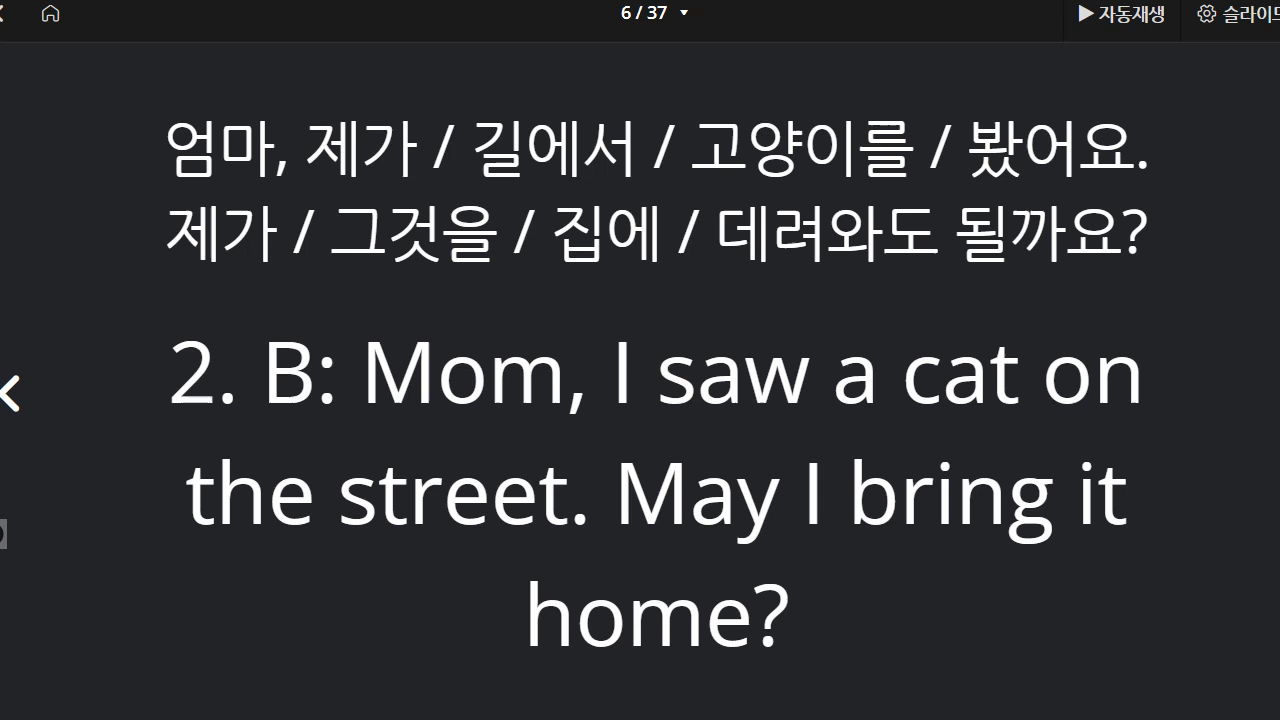 6 / 37
자동재생
엄마, 제가 / 길에서 / 고양이를 / 봤어요.
제가 / 그것을 / 집에 / 데려와도 될까요?
2. B: Mom, I saw a cat on
the street. May I bring it
home?